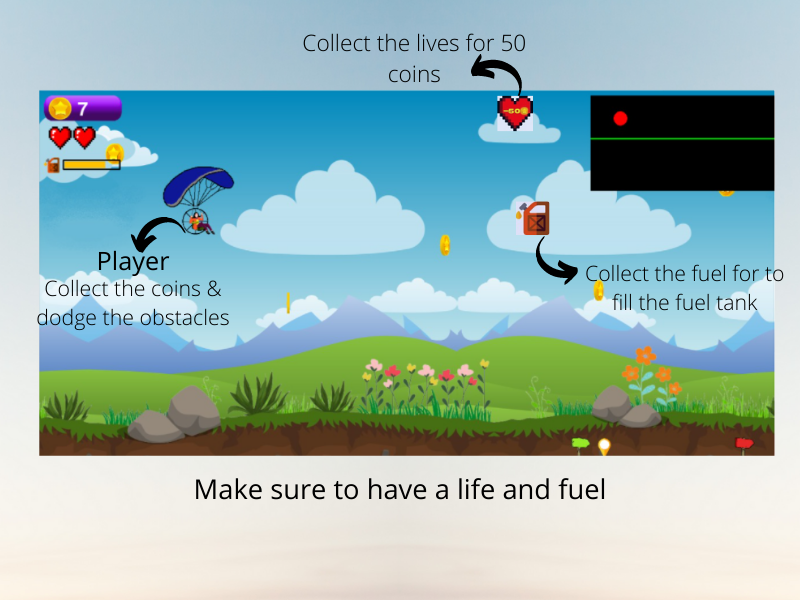 Collect the lives for 50
coins
7
-50
Player
Collect the coins &
dodge the obstacles
Collect the fuel for to
fill the fuel tank
Make sure to have a life and fuel